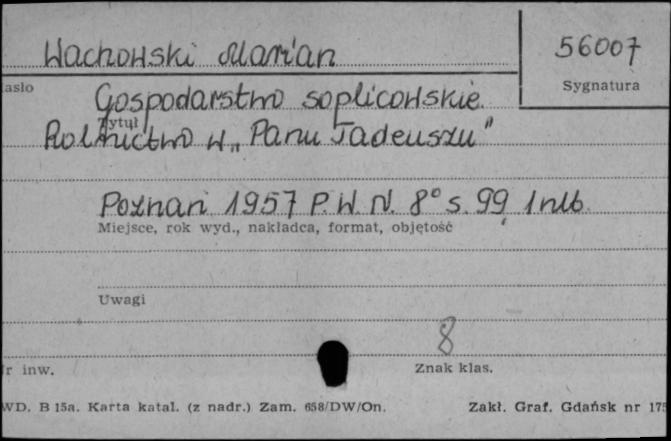 Wachowski Marian
56007
asło
Sygnatura
Gospodarstwo soplicowskie.
Tytuł
Rolnictwo w „Panu Tadeuszu"
Poznań 1957 P.W.N. 8° s. 99, 1 nlb.
Miejsce, rok wyd., nakładca, format, objętość
Uwagi
8
r inw.
Znak klas.
WD. B 15a. Karta katal. (z nadr.) Zam. 658/DW/On.
Zakł. Graf. Gdańsk nr 175